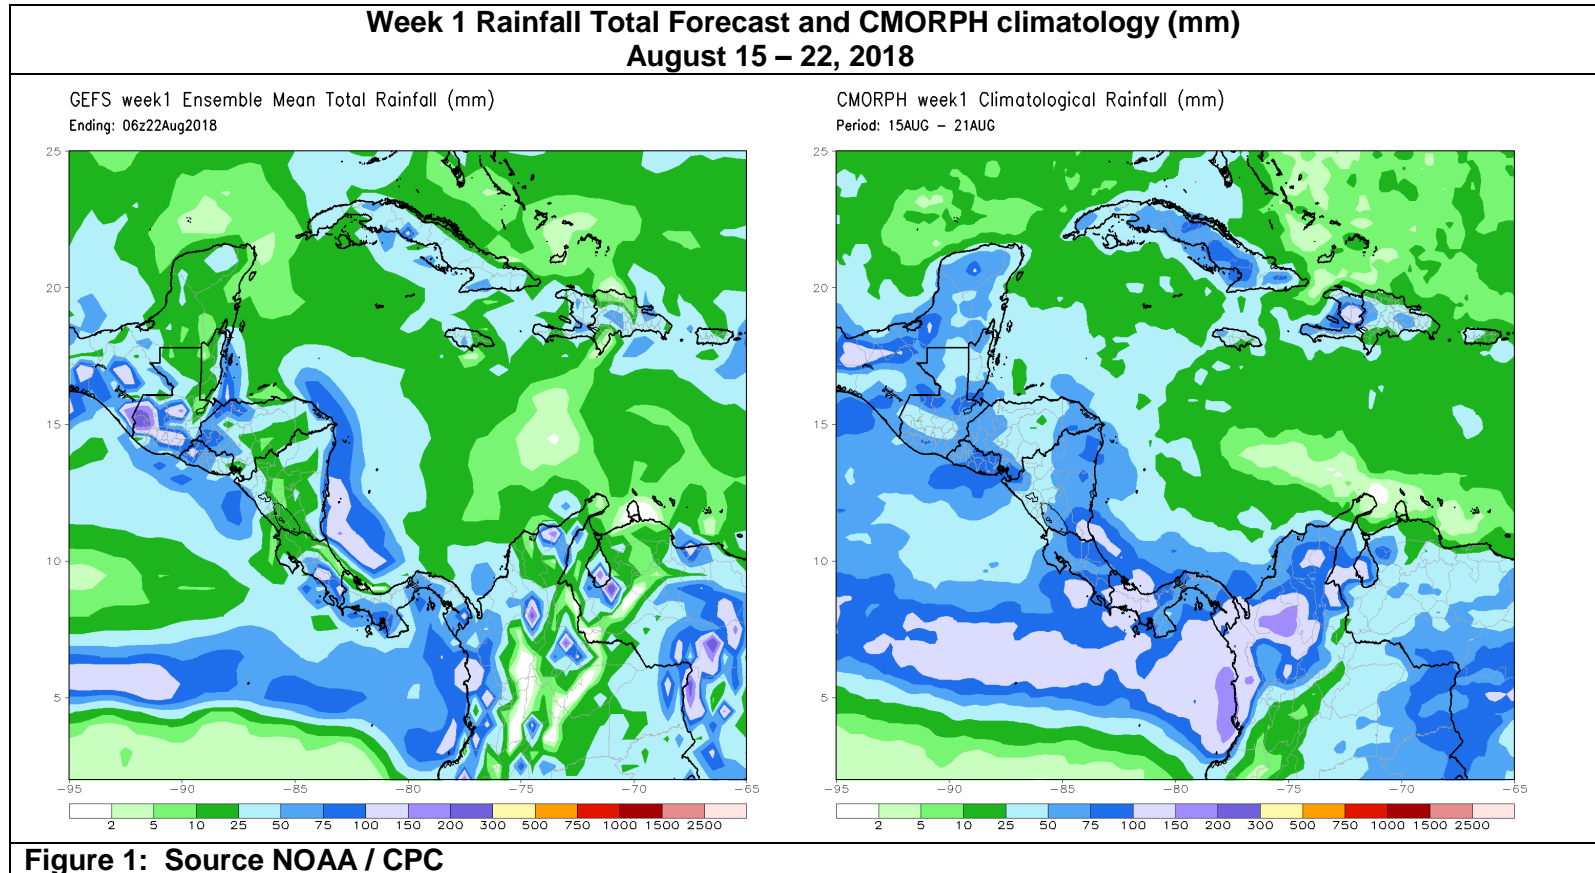 Week 1 Rainfall Total Forecast and CMORPH climatology (mm)
August 15 – 22, 2018
GEFS week1 Ensemble Mean Total Rainfall (mm)
Ending: 06z22Aug2018
25
20
15
10
5
−95 −90 −85 −80 −75 −70 −65
2 5 10 25 50 75 100 150 200 300 500 750 1000 1500 2500
CMORPH week1 Climatological Rainfall (mm)
Period: 15AUG − 21AUG
25
20
15
10
5
−95 −90 −85 −80 −75 −70 −65
2 5 10 25 50 75 100 150 200 300 500 750 1000 1500 2500
Figure 1: Source NOAA / CPC